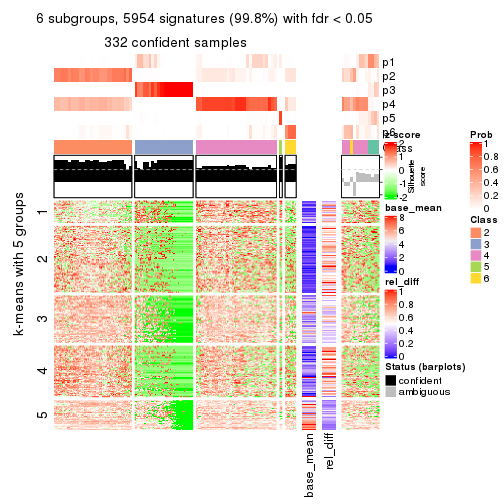 6 subgroups, 5954 signatures (99.8%) with fdr < 0.05
332 confident samples
p1
p2
p3
p4
p5
p6
Class
Silhouette
score
z-score
2
1
0
-1
-2
Prob
1
0.8
0.6
0.4
0.2
0
base_mean
8
6
4
2
0
Class
2
3
4
5
6
rel_diff
1
0.8
0.6
0.4
0.2
0
Status (barplots)
confident
ambiguous
k-means with 5 groups
1
2
3
4
5
base_mean
rel_diff